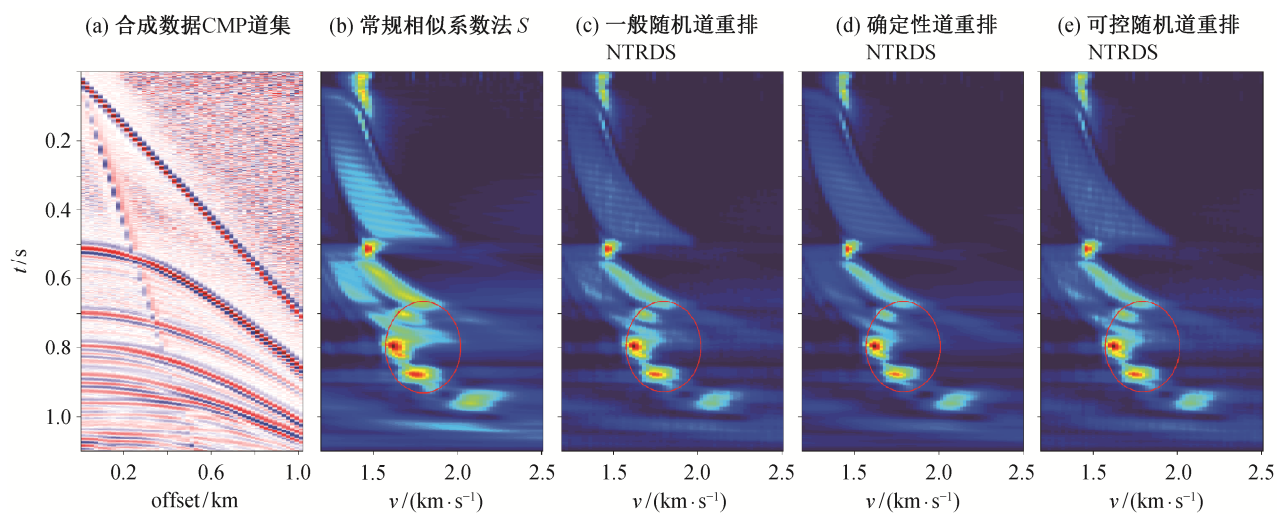 (a) 合成数据CMP道集
(b) 常规相似系数法 S
(c) 一般随机道重排
NTRDS
(d) 确定性道重排
NTRDS
(e) 可控随机道重排
NTRDS
t/s
0.2
0.4
0.6
0.8
1.0
0.2 0.6 1.0
offset/km
1.5 2.0 2.5
v/(km·s⁻¹)
1.5 2.0 2.5
v/(km·s⁻¹)
1.5 2.0 2.5
v/(km·s⁻¹)
1.5 2.0 2.5
v/(km·s⁻¹)